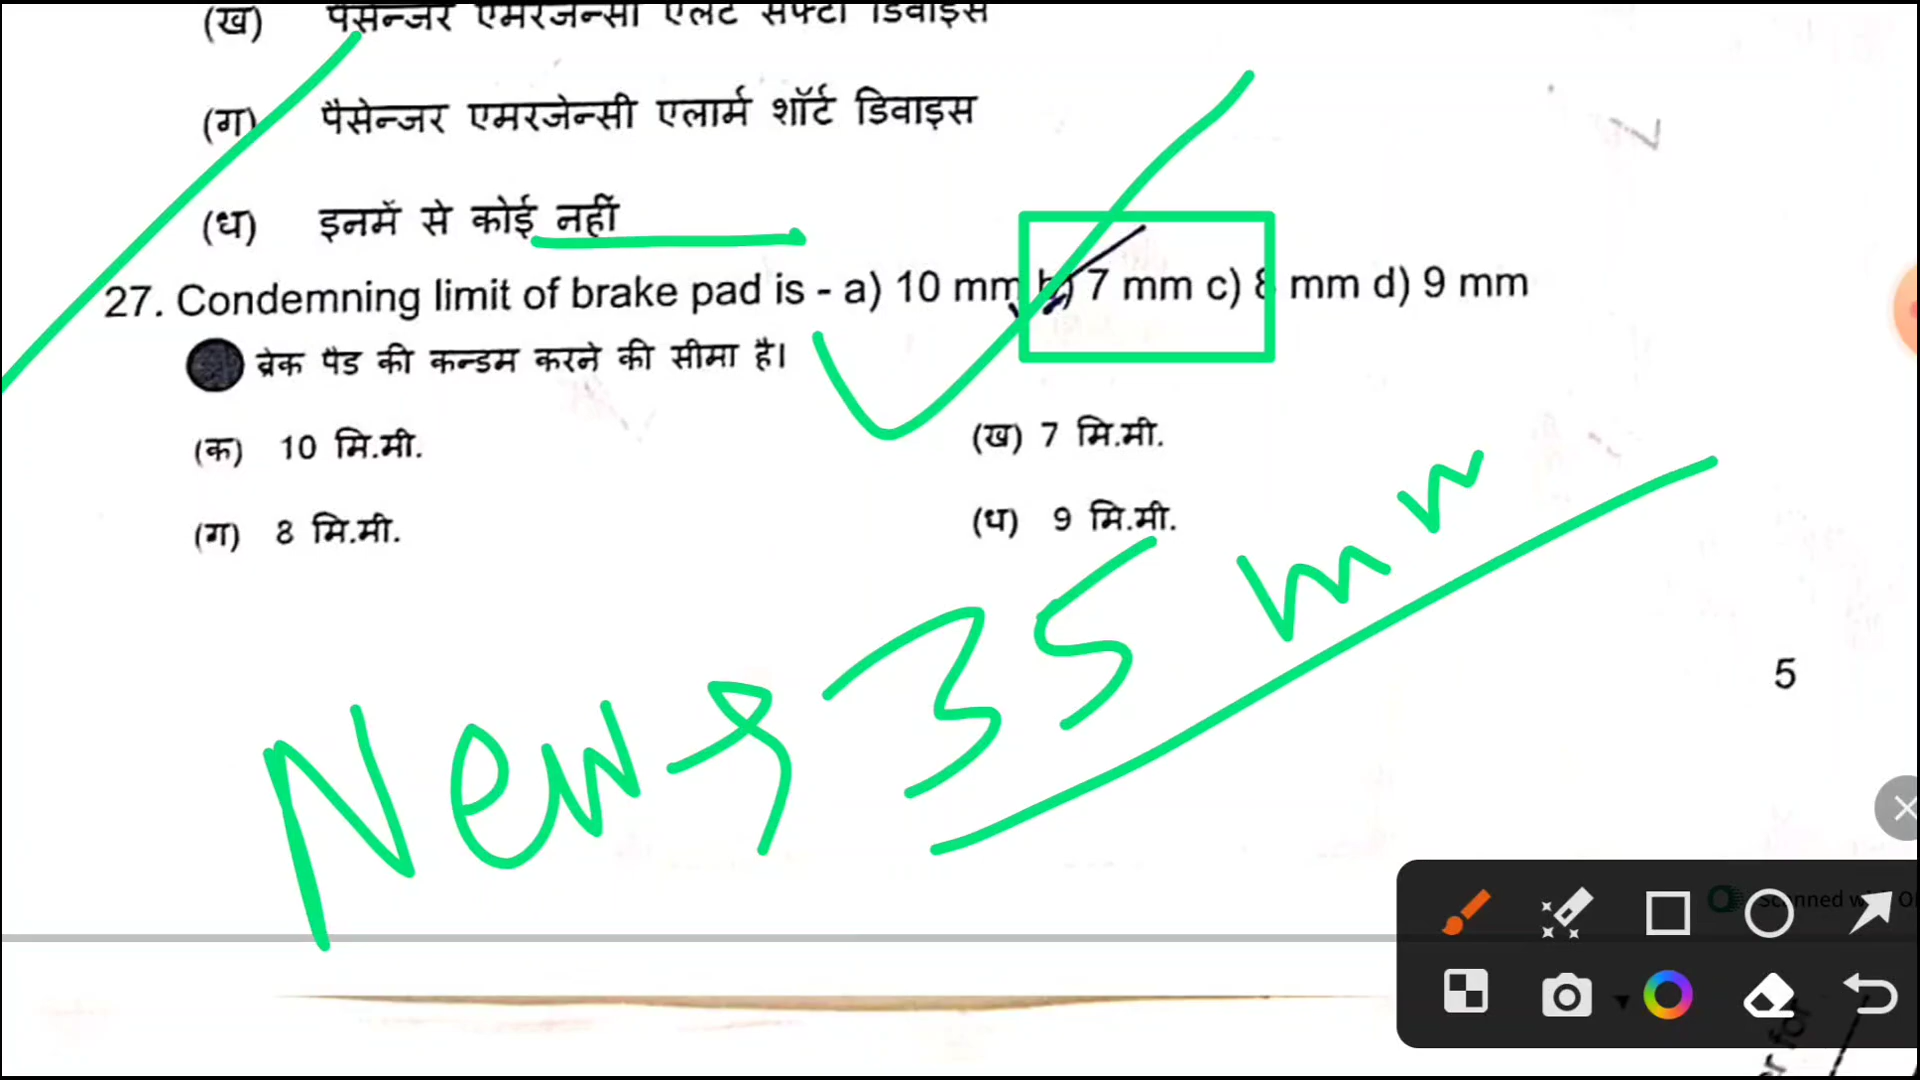 (ख) पैसेन्जर एमरजेन्सी एलर्ट सेफ्टी डिवाइस
(ग) पैसेन्जर एमरजेन्सी एलार्म शॉर्ट डिवाइस
(ध) इनमें से कोई नहीं
27. Condemning limit of brake pad is - a) 10 mm b) 7 mm c) 8 mm d) 9 mm
ब्रेक पैड की कन्डम करने की सीमा है।
(क) 10 मि.मी. (ख) 7 मि.मी.
(ग) 8 मि.मी. (ध) 9 मि.मी.
New → 35 mm
5
Scanned